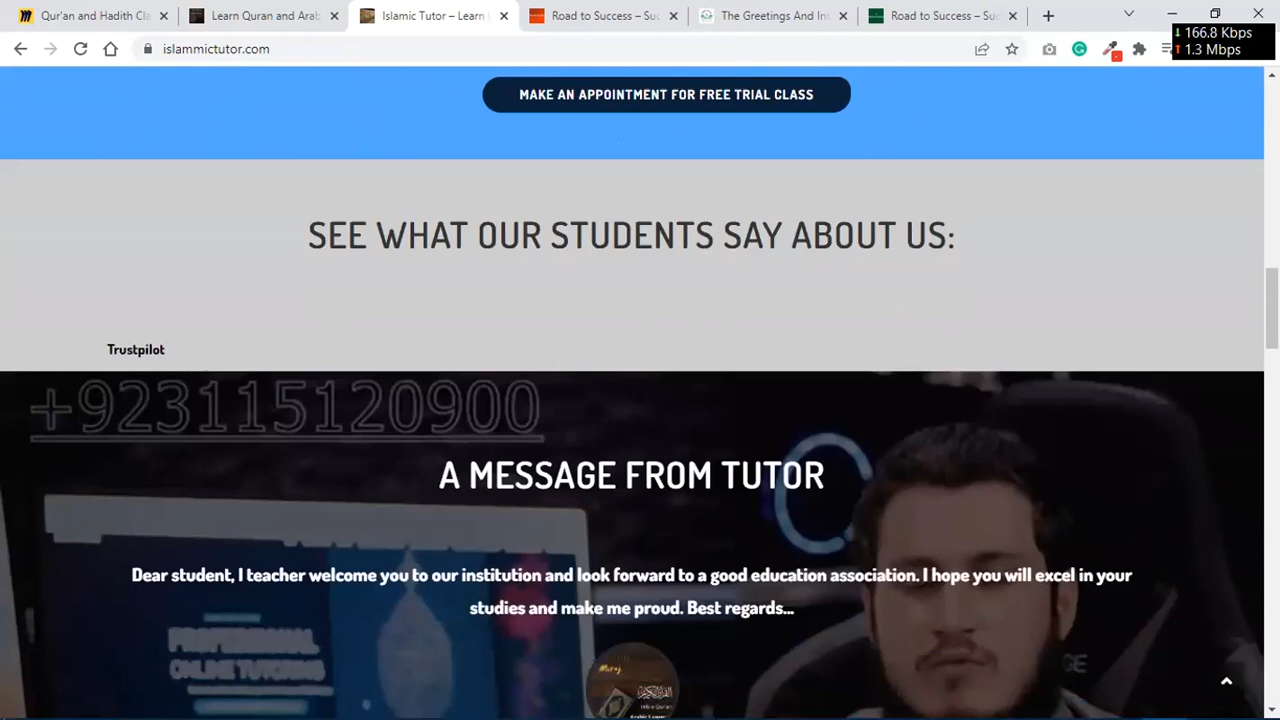 Qur'an and Hadith Cla
Learn Quran and Arab
Islamic Tutor – Learn
Road to Success – Suc
The Greetings And Int
Road to Success – Suc
166.8 Kbps
1.3 Mbps
islammictutor.com
MAKE AN APPOINTMENT FOR FREE TRIAL CLASS
SEE WHAT OUR STUDENTS SAY ABOUT US:
Trustpilot
+923115120900
A MESSAGE FROM TUTOR
Dear student, I teacher welcome you to our institution and look forward to a good education association. I hope you will excel in your
studies and make me proud. Best regards...
PROFESSIONAL
ONLINE TUTORING